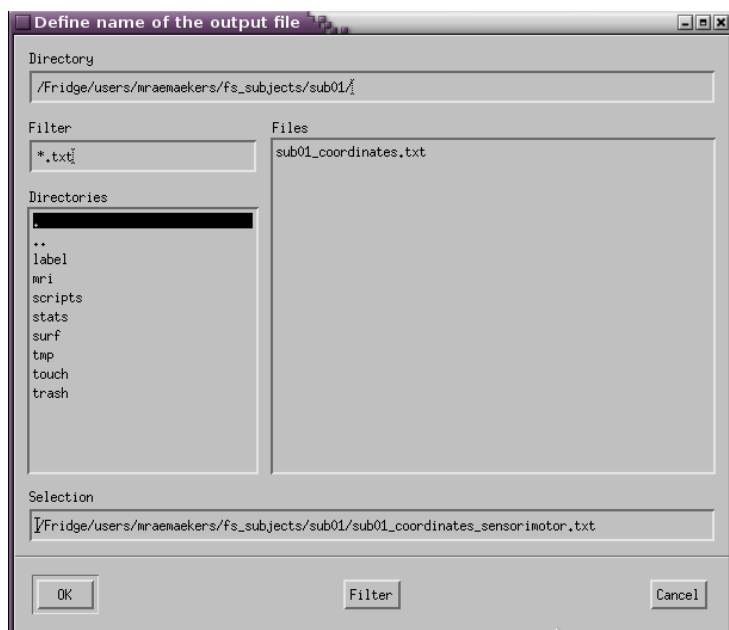 Define name of the output file
Directory
/Fridge/users/mraemaekers/fs_subjects/sub01/
Filter
*.txt
Files
sub01_coordinates.txt
Directories
.
..
label
mri
scripts
stats
surf
tmp
touch
trash
Selection
/Fridge/users/mraemaekers/fs_subjects/sub01/sub01_coordinates_sensorimotor.txt
OK
Filter
Cancel